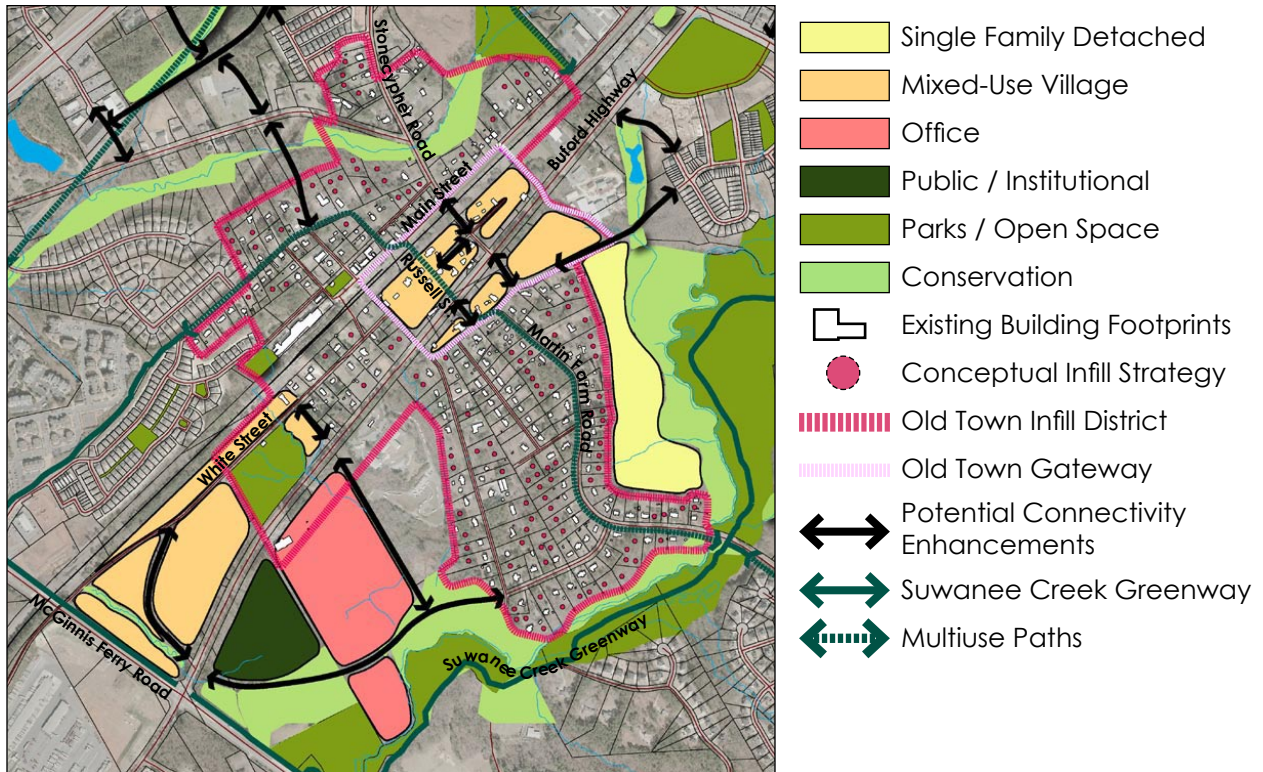 Stonecypher Road
Buford Highway
Main Street
Russell St
Martin Farm Road
White Street
McGinnis Ferry Road
Suwanee Creek Greenway
Single Family Detached
Mixed-Use Village
Office
Public / Institutional
Parks / Open Space
Conservation
Existing Building Footprints
Conceptual Infill Strategy
Old Town Infill District
Old Town Gateway
Potential Connectivity
Enhancements
Suwanee Creek Greenway
Multiuse Paths